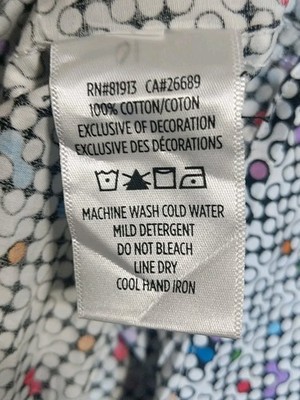 RN#81913 CA#26689
100% COTTON/COTON
EXCLUSIVE OF DECORATION
EXCLUSIVE DES DÉCORATIONS
MACHINE WASH COLD WATER
MILD DETERGENT
DO NOT BLEACH
LINE DRY
COOL HAND IRON